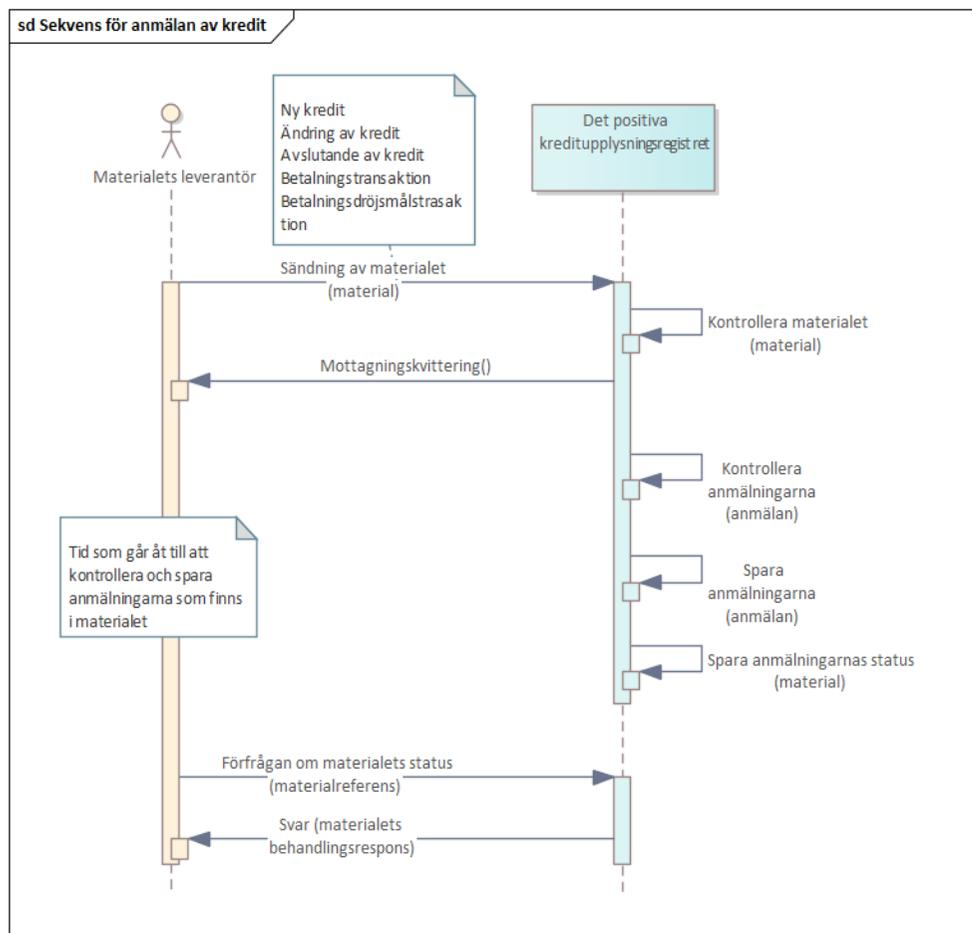 sd Sekvens för anmälan av kredit
Ny kredit
Ändring av kredit
Avslutande av kredit
Betalningstransaktion
Betalningsdröjsmålstrasak
tion
Det positiva
kreditupplysningsregistret
Materialets leverantör
Sändning av materialet
(material)
Kontrollera materialet
(material)
Mottagningskvittering()
Kontrollera
anmälningarna
(anmälan)
Tid som går åt till att
kontrollera och spara
anmälningarna som finns
i materialet
Spara
anmälningarna
(anmälan)
Spara anmälningarnas status
(material)
Förfrågan om materialets status
(materialreferens)
Svar (materialets
behandlingsrespons)